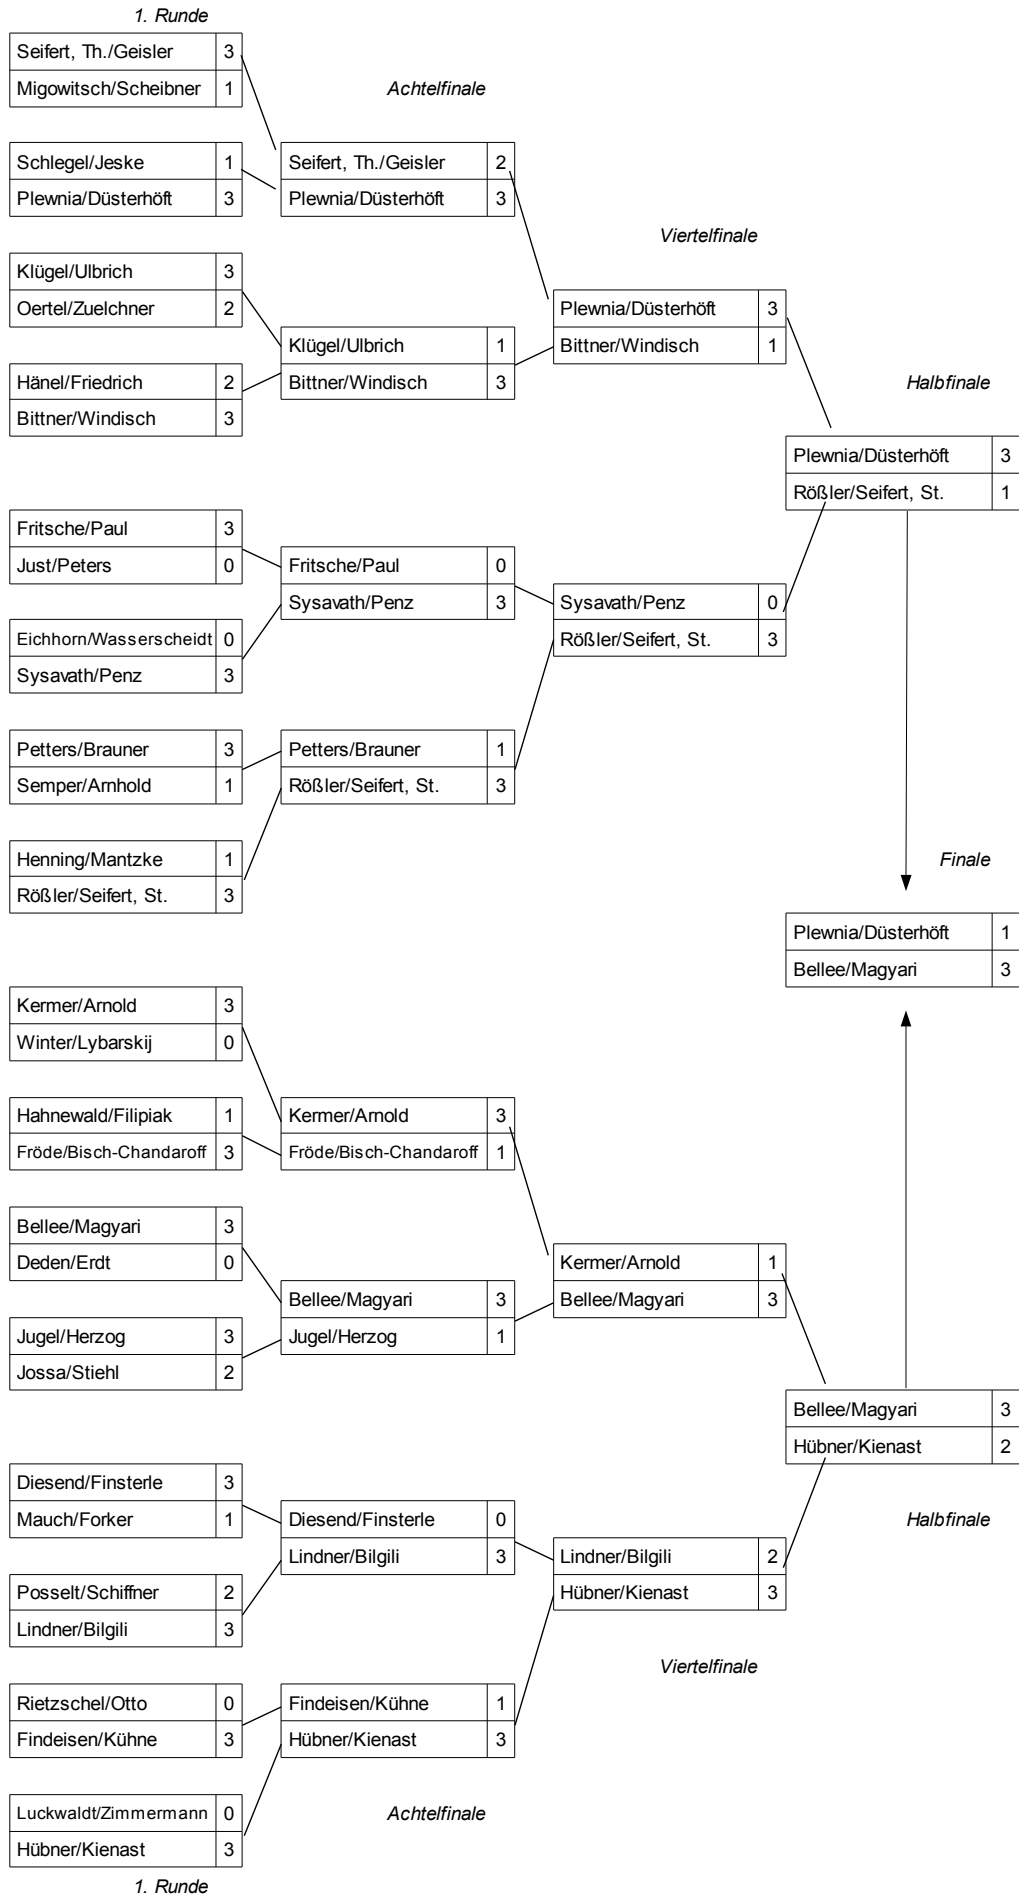 1. Runde
Seifert, Th./Geisler 3
Migowitsch/Scheibner 1
Schlegel/Jeske 1
Plewnia/Düsterhöft 3
Klügel/Ulbrich 3
Oertel/Zuelchner 2
Hänel/Friedrich 2
Bittner/Windisch 3
Fritsche/Paul 3
Just/Peters 0
Eichhorn/Wasserscheidt 0
Sysavath/Penz 3
Petters/Brauner 3
Semper/Arnhold 1
Henning/Mantzke 1
Rößler/Seifert, St. 3
Kermer/Arnold 3
Winter/Lybarskij 0
Hahnewald/Filipiak 1
Fröde/Bisch-Chandaroff 3
Bellee/Magyari 3
Deden/Erdt 0
Jugel/Herzog 3
Jossa/Stiehl 2
Diesend/Finsterle 3
Mauch/Forker 1
Posselt/Schiffner 2
Lindner/Bilgili 3
Rietzschel/Otto 0
Findeisen/Kühne 3
Luckwaldt/Zimmermann 0
Hübner/Kienast 3
1. Runde
Achtelfinale
Seifert, Th./Geisler 2
Plewnia/Düsterhöft 3
Klügel/Ulbrich 1
Bittner/Windisch 3
Fritsche/Paul 0
Sysavath/Penz 3
Petters/Brauner 1
Rößler/Seifert, St. 3
Kermer/Arnold 3
Fröde/Bisch-Chandaroff 1
Bellee/Magyari 3
Jugel/Herzog 1
Diesend/Finsterle 0
Lindner/Bilgili 3
Findeisen/Kühne 1
Hübner/Kienast 3
Achtelfinale
Viertelfinale
Plewnia/Düsterhöft 3
Bittner/Windisch 1
Sysavath/Penz 0
Rößler/Seifert, St. 3
Kermer/Arnold 1
Bellee/Magyari 3
Lindner/Bilgili 2
Hübner/Kienast 3
Viertelfinale
Halbfinale
Plewnia/Düsterhöft 3
Rößler/Seifert, St. 1
Finale
Plewnia/Düsterhöft 1
Bellee/Magyari 3
Bellee/Magyari 3
Hübner/Kienast 2
Halbfinale